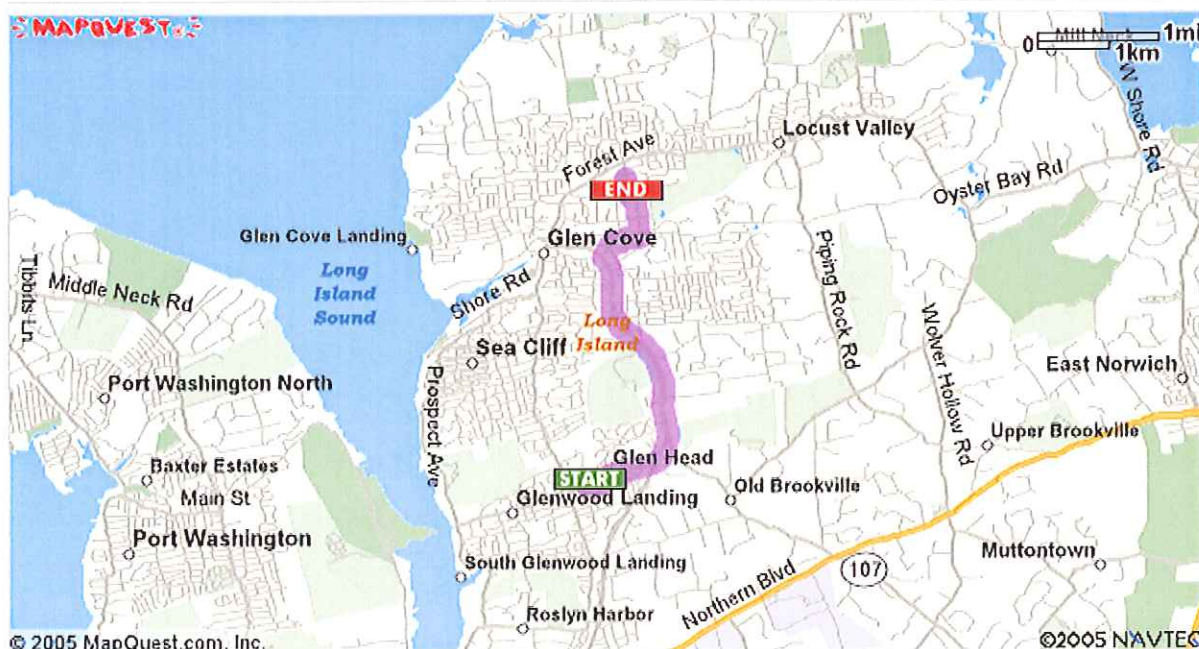 MAPQUEST
Mill Neck
0 1mi
1km
W Shore Rd
Locust Valley
Forest Ave
END
Oyster Bay Rd
Glen Cove Landing
Glen Cove
Long
Island
Sound
Tibbits Ln
Middle Neck Rd
Shore Rd
Piping Rock Rd
Long
Island
Sea Cliff
Wolver Hollow Rd
East Norwich
Port Washington North
Prospect Ave
Upper Brookville
Glen Head
Baxter Estates
START
Main St
Glenwood Landing
Old Brookville
Port Washington
South Glenwood Landing
107
Muttontown
Northern Blvd
Roslyn Harbor
© 2005 MapQuest.com, Inc.
©2005 NAVTEQ